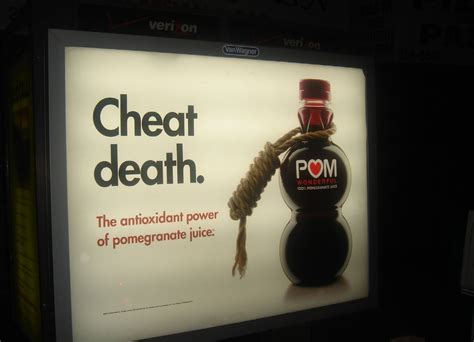 verizon
verizon
VanWagner
Cheat
death.
The antioxidant power
of pomegranate juice.
POM
WONDERFUL
100% POMEGRANATE JUICE